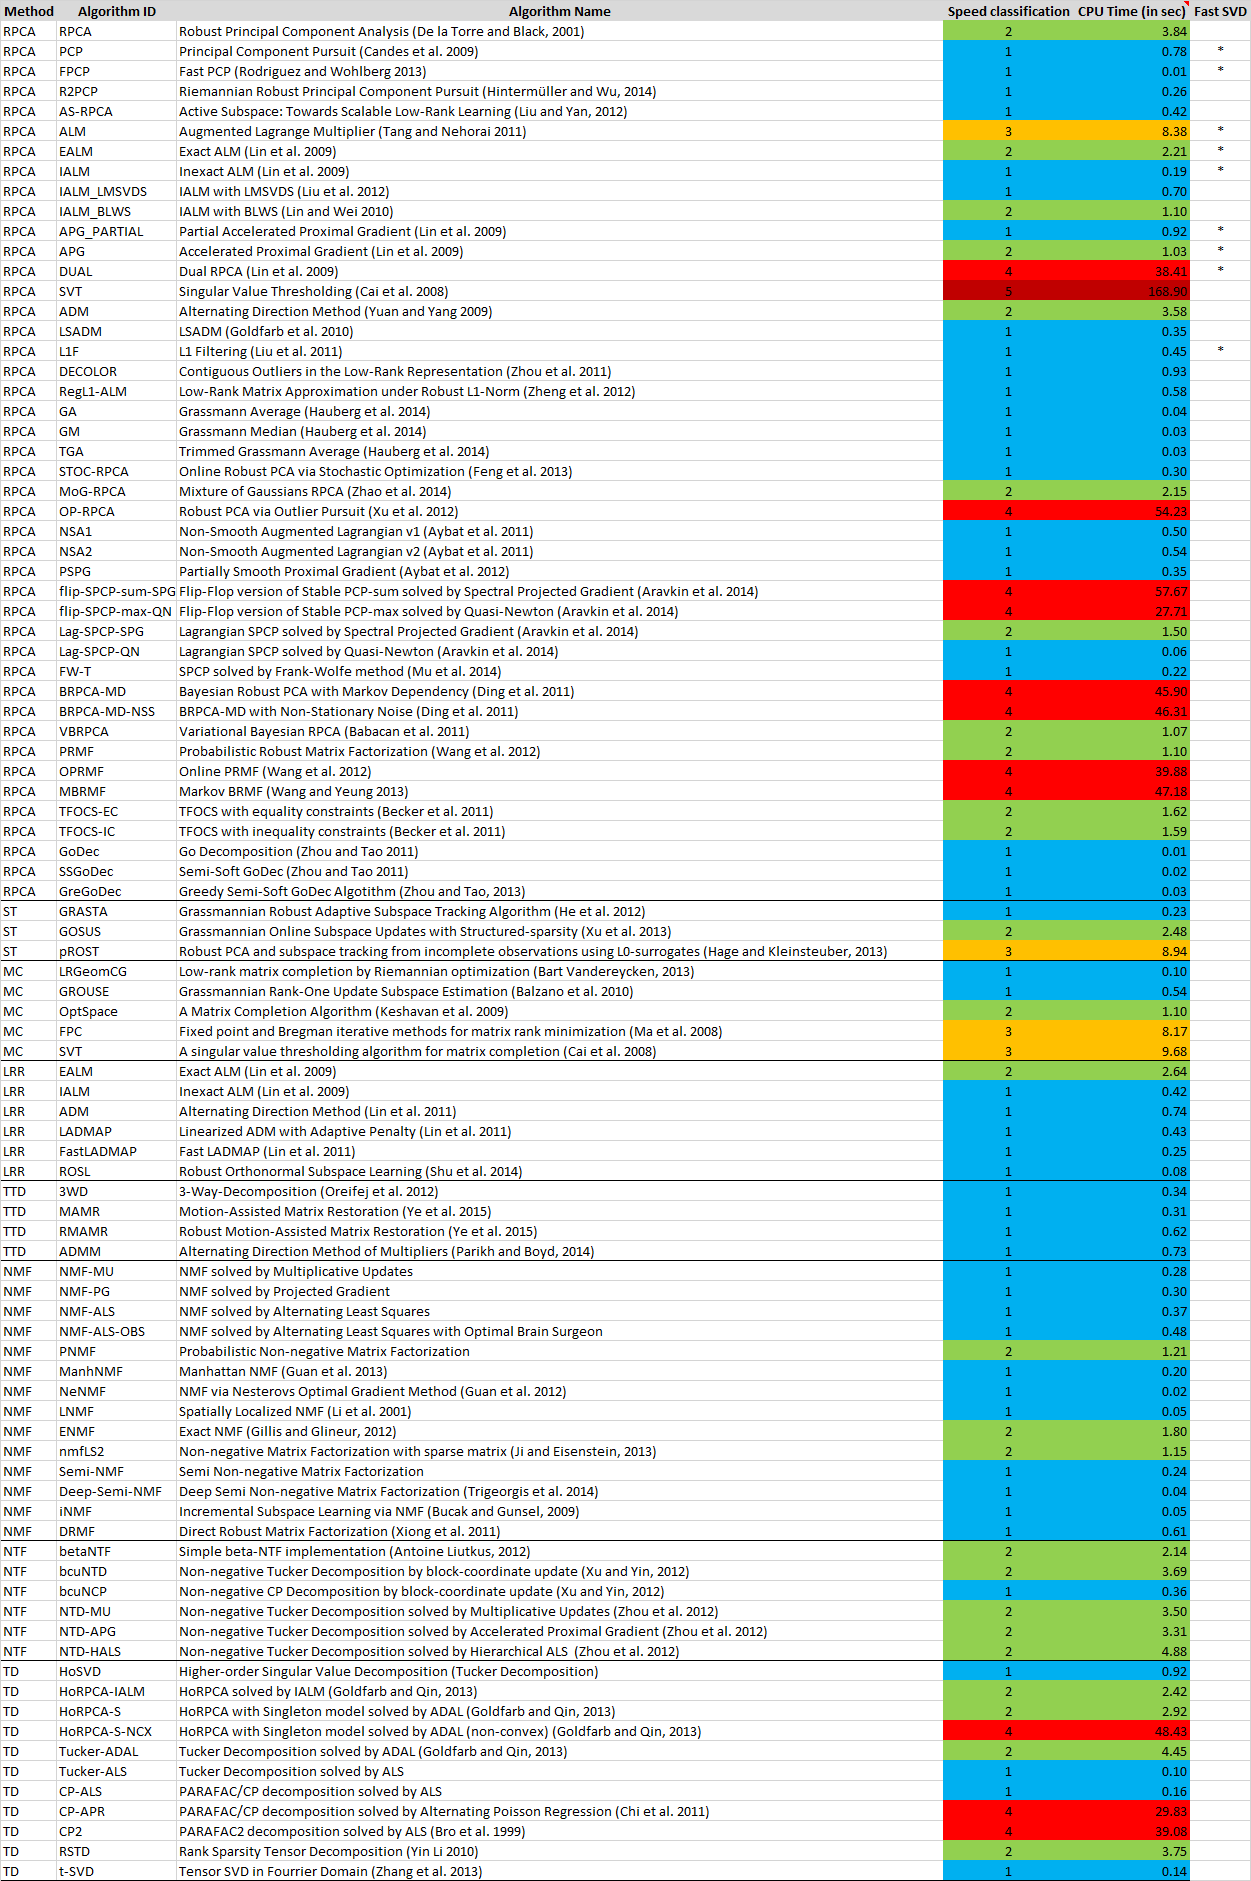 Method Algorithm ID Algorithm Name Speed classification CPU Time (in sec) Fast SVD
RPCA RPCA Robust Principal Component Analysis (De la Torre and Black, 2001) 2 3.84
RPCA PCP Principal Component Pursuit (Candes et al. 2009) 1 0.78 *
RPCA FPCP Fast PCP (Rodriguez and Wohlberg 2013) 1 0.01 *
RPCA R2PCP Riemannian Robust Principal Component Pursuit (Hintermüller and Wu, 2014) 1 0.26
RPCA AS-RPCA Active Subspace: Towards Scalable Low-Rank Learning (Liu and Yan, 2012) 1 0.42
RPCA ALM Augmented Lagrange Multiplier (Tang and Nehorai 2011) 3 8.38 *
RPCA EALM Exact ALM (Lin et al. 2009) 2 2.21 *
RPCA IALM Inexact ALM (Lin et al. 2009) 1 0.19 *
RPCA IALM_LMSVDS IALM with LMSVDS (Liu et al. 2012) 1 0.70
RPCA IALM_BLWS IALM with BLWS (Lin and Wei 2010) 2 1.10
RPCA APG_PARTIAL Partial Accelerated Proximal Gradient (Lin et al. 2009) 1 0.92 *
RPCA APG Accelerated Proximal Gradient (Lin et al. 2009) 2 1.03 *
RPCA DUAL Dual RPCA (Lin et al. 2009) 4 38.41 *
RPCA SVT Singular Value Thresholding (Cai et al. 2008) 5 168.90
RPCA ADM Alternating Direction Method (Yuan and Yang 2009) 2 3.58
RPCA LSADM LSADM (Goldfarb et al. 2010) 1 0.35
RPCA L1F L1 Filtering (Liu et al. 2011) 1 0.45 *
RPCA DECOLOR Contiguous Outliers in the Low-Rank Representation (Zhou et al. 2011) 1 0.93
RPCA RegL1-ALM Low-Rank Matrix Approximation under Robust L1-Norm (Zheng et al. 2012) 1 0.58
RPCA GA Grassmann Average (Hauberg et al. 2014) 1 0.04
RPCA GM Grassmann Median (Hauberg et al. 2014) 1 0.03
RPCA TGA Trimmed Grassmann Average (Hauberg et al. 2014) 1 0.03
RPCA STOC-RPCA Online Robust PCA via Stochastic Optimization (Feng et al. 2013) 1 0.30
RPCA MoG-RPCA Mixture of Gaussians RPCA (Zhao et al. 2014) 2 2.15
RPCA OP-RPCA Robust PCA via Outlier Pursuit (Xu et al. 2012) 4 54.23
RPCA NSA1 Non-Smooth Augmented Lagrangian v1 (Aybat et al. 2011) 1 0.50
RPCA NSA2 Non-Smooth Augmented Lagrangian v2 (Aybat et al. 2011) 1 0.54
RPCA PSPG Partially Smooth Proximal Gradient (Aybat et al. 2012) 1 0.35
RPCA flip-SPCP-sum-SPG Flip-Flop version of Stable PCP-sum solved by Spectral Projected Gradient (Aravkin et al. 2014) 4 57.67
RPCA flip-SPCP-max-QN Flip-Flop version of Stable PCP-max solved by Quasi-Newton (Aravkin et al. 2014) 4 27.71
RPCA Lag-SPCP-SPG Lagrangian SPCP solved by Spectral Projected Gradient (Aravkin et al. 2014) 2 1.50
RPCA Lag-SPCP-QN Lagrangian SPCP solved by Quasi-Newton (Aravkin et al. 2014) 1 0.06
RPCA FW-T SPCP solved by Frank-Wolfe method (Mu et al. 2014) 1 0.22
RPCA BRPCA-MD Bayesian Robust PCA with Markov Dependency (Ding et al. 2011) 4 45.90
RPCA BRPCA-MD-NSS BRPCA-MD with Non-Stationary Noise (Ding et al. 2011) 4 46.31
RPCA VBRPCA Variational Bayesian RPCA (Babacan et al. 2011) 2 1.07
RPCA PRMF Probabilistic Robust Matrix Factorization (Wang et al. 2012) 2 1.10
RPCA OPRMF Online PRMF (Wang et al. 2012) 4 39.88
RPCA MBRMF Markov BRMF (Wang and Yeung 2013) 4 47.18
RPCA TFOCS-EC TFOCS with equality constraints (Becker et al. 2011) 2 1.62
RPCA TFOCS-IC TFOCS with inequality constraints (Becker et al. 2011) 2 1.59
RPCA GoDec Go Decomposition (Zhou and Tao 2011) 1 0.01
RPCA SSGoDec Semi-Soft GoDec (Zhou and Tao 2011) 1 0.02
RPCA GreGoDec Greedy Semi-Soft GoDec Algotithm (Zhou and Tao, 2013) 1 0.03
ST GRASTA Grassmannian Robust Adaptive Subspace Tracking Algorithm (He et al. 2012) 1 0.23
ST GOSUS Grassmannian Online Subspace Updates with Structured-sparsity (Xu et al. 2013) 2 2.48
ST pROST Robust PCA and subspace tracking from incomplete observations using L0-surrogates (Hage and Kleinsteuber, 2013) 3 8.94
MC LRGeomCG Low-rank matrix completion by Riemannian optimization (Bart Vandereycken, 2013) 1 0.10
MC GROUSE Grassmannian Rank-One Update Subspace Estimation (Balzano et al. 2010) 1 0.54
MC OptSpace A Matrix Completion Algorithm (Keshavan et al. 2009) 2 1.10
MC FPC Fixed point and Bregman iterative methods for matrix rank minimization (Ma et al. 2008) 3 8.17
MC SVT A singular value thresholding algorithm for matrix completion (Cai et al. 2008) 3 9.68
LRR EALM Exact ALM (Lin et al. 2009) 2 2.64
LRR IALM Inexact ALM (Lin et al. 2009) 1 0.42
LRR ADM Alternating Direction Method (Lin et al. 2011) 1 0.74
LRR LADMAP Linearized ADM with Adaptive Penalty (Lin et al. 2011) 1 0.43
LRR FastLADMAP Fast LADMAP (Lin et al. 2011) 1 0.25
LRR ROSL Robust Orthonormal Subspace Learning (Shu et al. 2014) 1 0.08
TTD 3WD 3-Way-Decomposition (Oreifej et al. 2012) 1 0.34
TTD MAMR Motion-Assisted Matrix Restoration (Ye et al. 2015) 1 0.31
TTD RMAMR Robust Motion-Assisted Matrix Restoration (Ye et al. 2015) 1 0.62
TTD ADMM Alternating Direction Method of Multipliers (Parikh and Boyd, 2014) 1 0.73
NMF NMF-MU NMF solved by Multiplicative Updates 1 0.28
NMF NMF-PG NMF solved by Projected Gradient 1 0.30
NMF NMF-ALS NMF solved by Alternating Least Squares 1 0.37
NMF NMF-ALS-OBS NMF solved by Alternating Least Squares with Optimal Brain Surgeon 1 0.48
NMF PNMF Probabilistic Non-negative Matrix Factorization 2 1.21
NMF ManhNMF Manhattan NMF (Guan et al. 2013) 1 0.20
NMF NeNMF NMF via Nesterovs Optimal Gradient Method (Guan et al. 2012) 1 0.02
NMF LNMF Spatially Localized NMF (Li et al. 2001) 1 0.05
NMF ENMF Exact NMF (Gillis and Glineur, 2012) 2 1.80
NMF nmfLS2 Non-negative Matrix Factorization with sparse matrix (Ji and Eisenstein, 2013) 2 1.15
NMF Semi-NMF Semi Non-negative Matrix Factorization 1 0.24
NMF Deep-Semi-NMF Deep Semi Non-negative Matrix Factorization (Trigeorgis et al. 2014) 1 0.04
NMF iNMF Incremental Subspace Learning via NMF (Bucak and Gunsel, 2009) 1 0.05
NMF DRMF Direct Robust Matrix Factorization (Xiong et al. 2011) 1 0.61
NTF betaNTF Simple beta-NTF implementation (Antoine Liutkus, 2012) 2 2.14
NTF bcuNTD Non-negative Tucker Decomposition by block-coordinate update (Xu and Yin, 2012) 2 3.69
NTF bcuNCP Non-negative CP Decomposition by block-coordinate update (Xu and Yin, 2012) 1 0.36
NTF NTD-MU Non-negative Tucker Decomposition solved by Multiplicative Updates (Zhou et al. 2012) 2 3.50
NTF NTD-APG Non-negative Tucker Decomposition solved by Accelerated Proximal Gradient (Zhou et al. 2012) 2 3.31
NTF NTD-HALS Non-negative Tucker Decomposition solved by Hierarchical ALS (Zhou et al. 2012) 2 4.88
TD HoSVD Higher-order Singular Value Decomposition (Tucker Decomposition) 1 0.92
TD HoRPCA-IALM HoRPCA solved by IALM (Goldfarb and Qin, 2013) 2 2.42
TD HoRPCA-S HoRPCA with Singleton model solved by ADAL (Goldfarb and Qin, 2013) 2 2.92
TD HoRPCA-S-NCX HoRPCA with Singleton model solved by ADAL (non-convex) (Goldfarb and Qin, 2013) 4 48.43
TD Tucker-ADAL Tucker Decomposition solved by ADAL (Goldfarb and Qin, 2013) 2 4.45
TD Tucker-ALS Tucker Decomposition solved by ALS 1 0.10
TD CP-ALS PARAFAC/CP decomposition solved by ALS 1 0.16
TD CP-APR PARAFAC/CP decomposition solved by Alternating Poisson Regression (Chi et al. 2011) 4 29.83
TD CP2 PARAFAC2 decomposition solved by ALS (Bro et al. 1999) 4 39.08
TD RSTD Rank Sparsity Tensor Decomposition (Yin Li 2010) 2 3.75
TD t-SVD Tensor SVD in Fourrier Domain (Zhang et al. 2013) 1 0.14